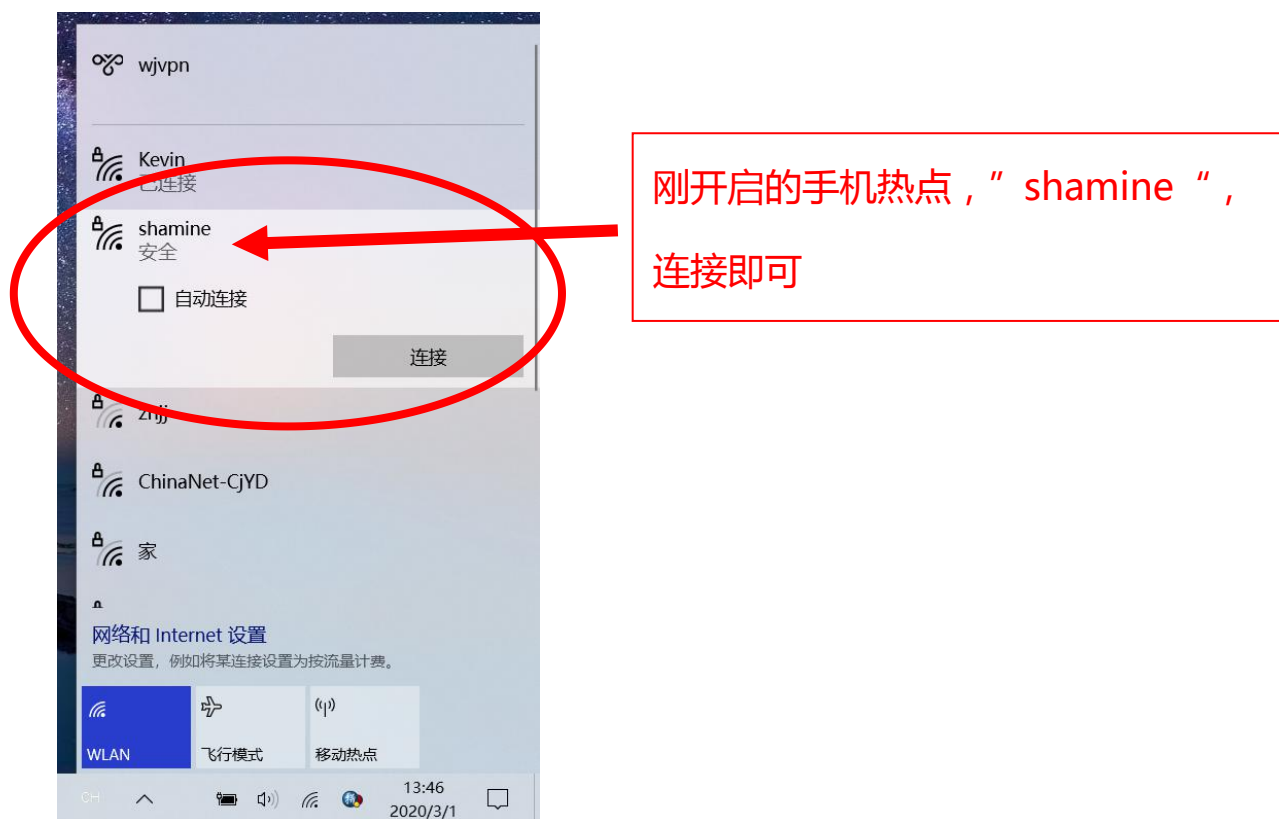 wjvpn
Kevin
已连接
shamine
安全
自动连接
连接
znjj
ChinaNet-CjYD
家
网络和 Internet 设置
更改设置，例如将某连接设置为按流量计费。
WLAN
飞行模式
移动热点
CH
13:46
2020/3/1
刚开启的手机热点，” shamine “，
连接即可